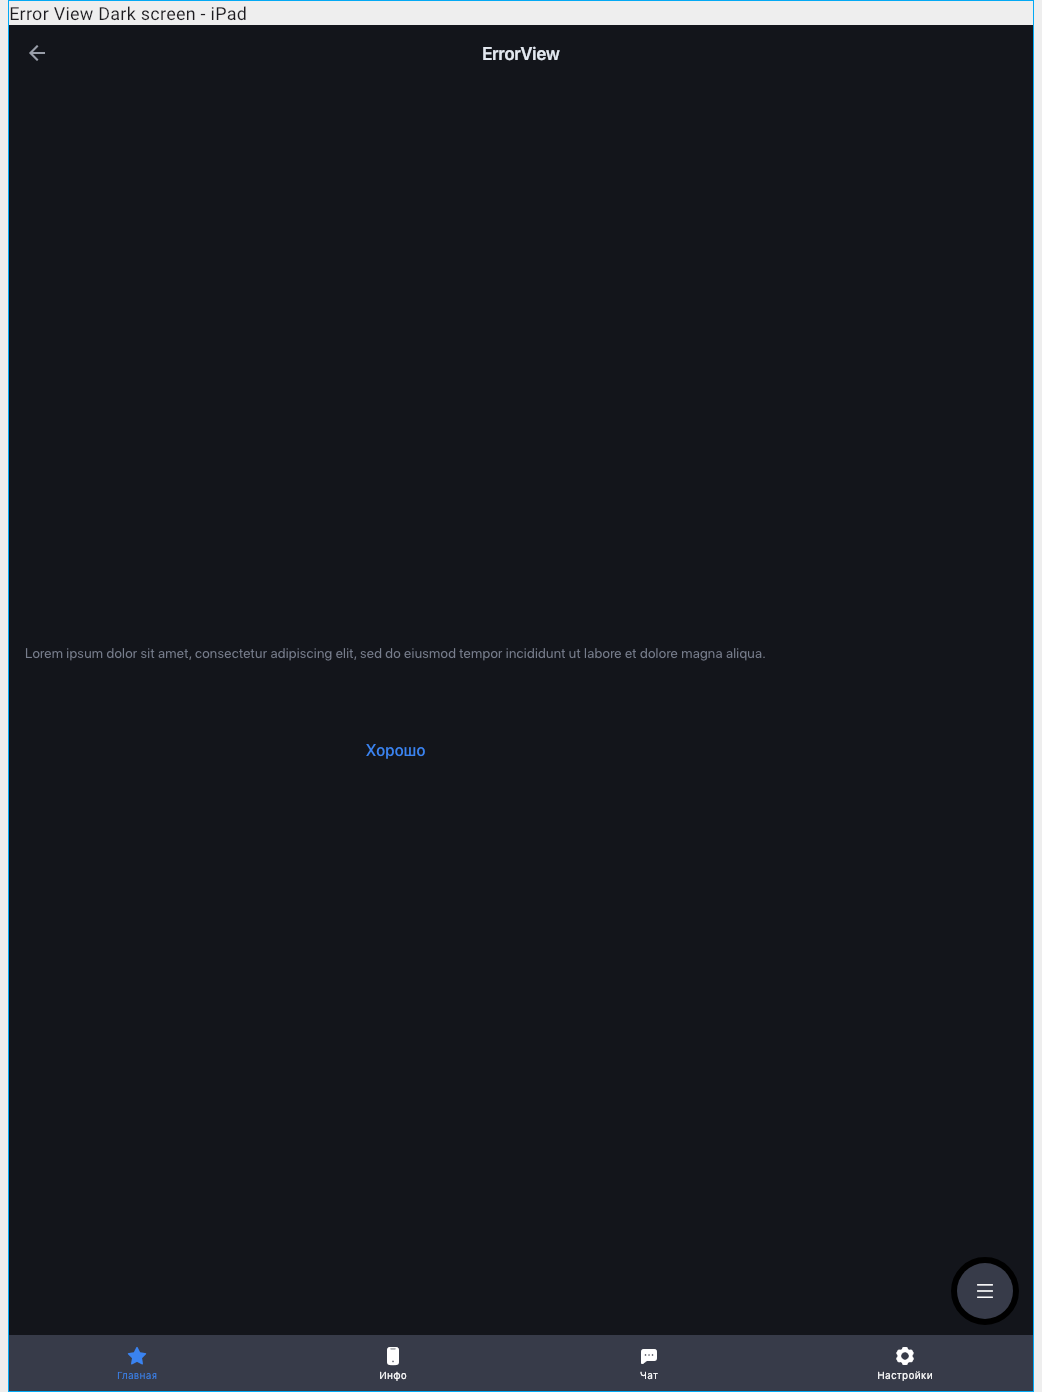 Error View Dark screen - iPad
ErrorView
Lorem ipsum dolor sit amet, consectetur adipiscing elit, sed do eiusmod tempor incididunt ut labore et dolore magna aliqua.
Хорошо
Главная
Инфо
Чат
Настройки